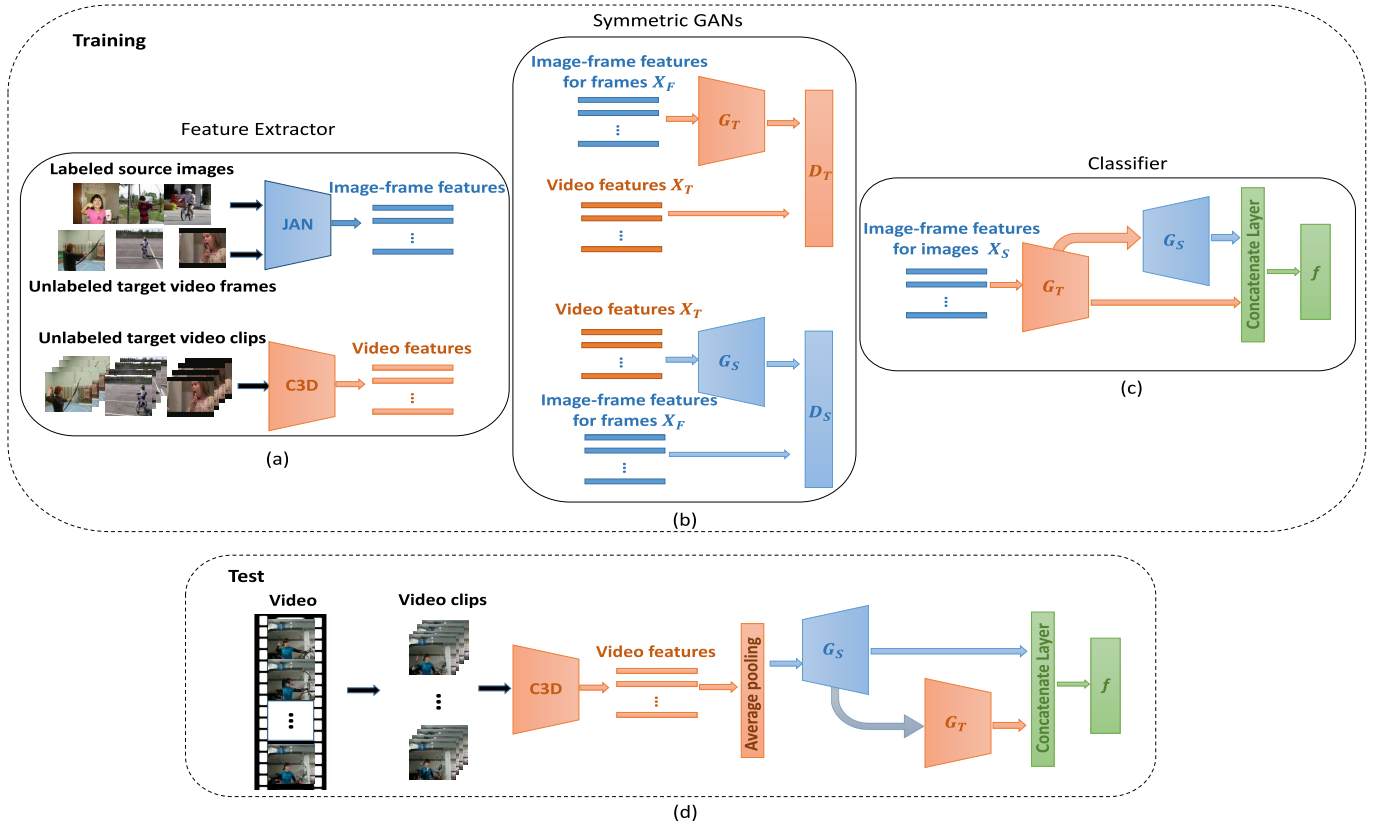 Training
Symmetric GANs
Feature Extractor
Labeled source images
JAN
Image-frame features
Unlabeled target video frames
Unlabeled target video clips
C3D
Video features
(a)
Image-frame features
for frames X_F
G_T
D_T
Video features X_T
Video features X_T
G_S
D_S
Image-frame features
for frames X_F
(b)
Classifier
Image-frame features
for images X_S
G_T
G_S
Concatenate Layer
f
(c)
Test
Video
Video clips
C3D
Video features
Average pooling
G_S
G_T
Concatenate Layer
f
(d)